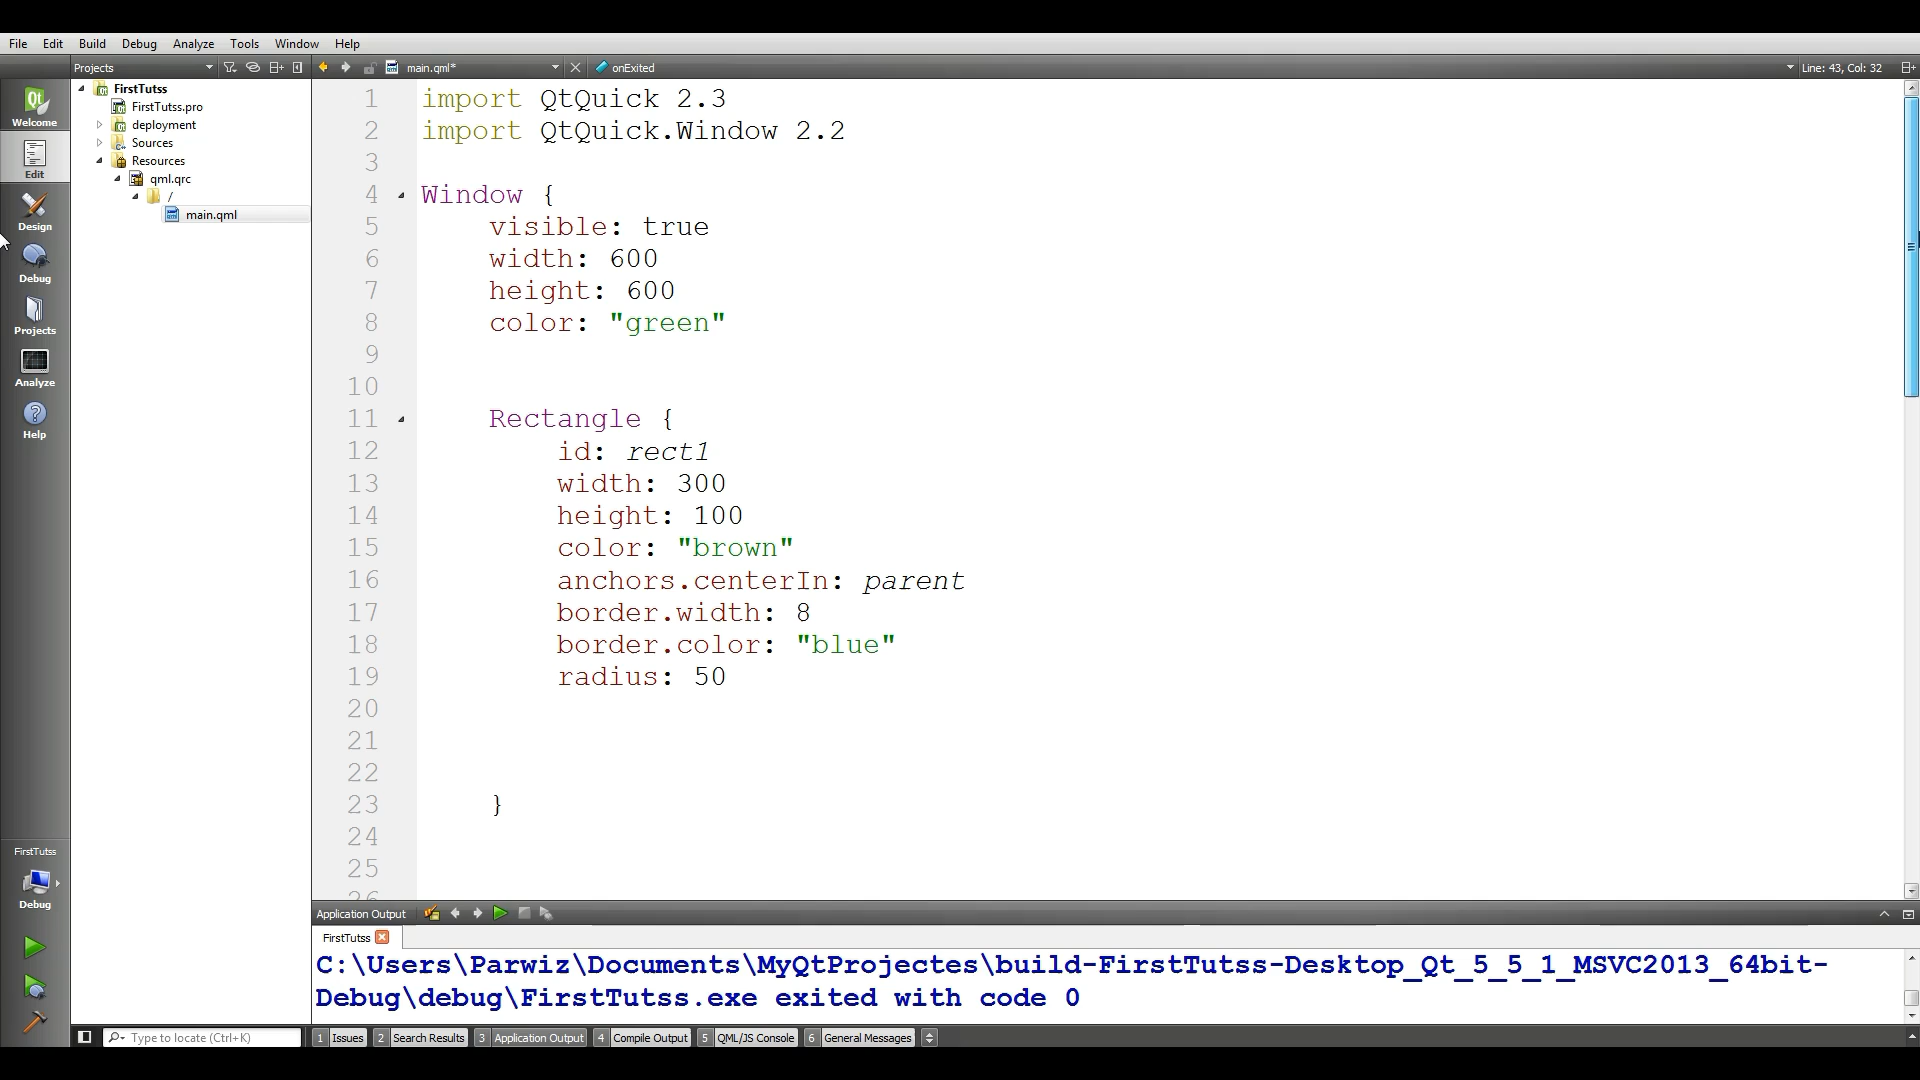 File Edit Build Debug Analyze Tools Window Help
Projects main.qml* onExited Line: 43, Col: 32
Welcome
Edit
Design
Debug
Projects
Analyze
Help
FirstTutss
Debug
FirstTutss
FirstTutss.pro
deployment
Sources
Resources
qml.qrc
/
main.qml
1 import QtQuick 2.3
2 import QtQuick.Window 2.2
3
4 Window {
5 visible: true
6 width: 600
7 height: 600
8 color: "green"
9
10
11 Rectangle {
12 id: rect1
13 width: 300
14 height: 100
15 color: "brown"
16 anchors.centerIn: parent
17 border.width: 8
18 border.color: "blue"
19 radius: 50
20
21
22
23 }
24
25
26
Application Output
FirstTutss
C:\Users\Parwiz\Documents\MyQtProjectes\build-FirstTutss-Desktop_Qt_5_5_1_MSVC2013_64bit-
Debug\debug\FirstTutss.exe exited with code 0
Type to locate (Ctrl+K) 1 Issues 2 Search Results 3 Application Output 4 Compile Output 5 QML/JS Console 6 General Messages